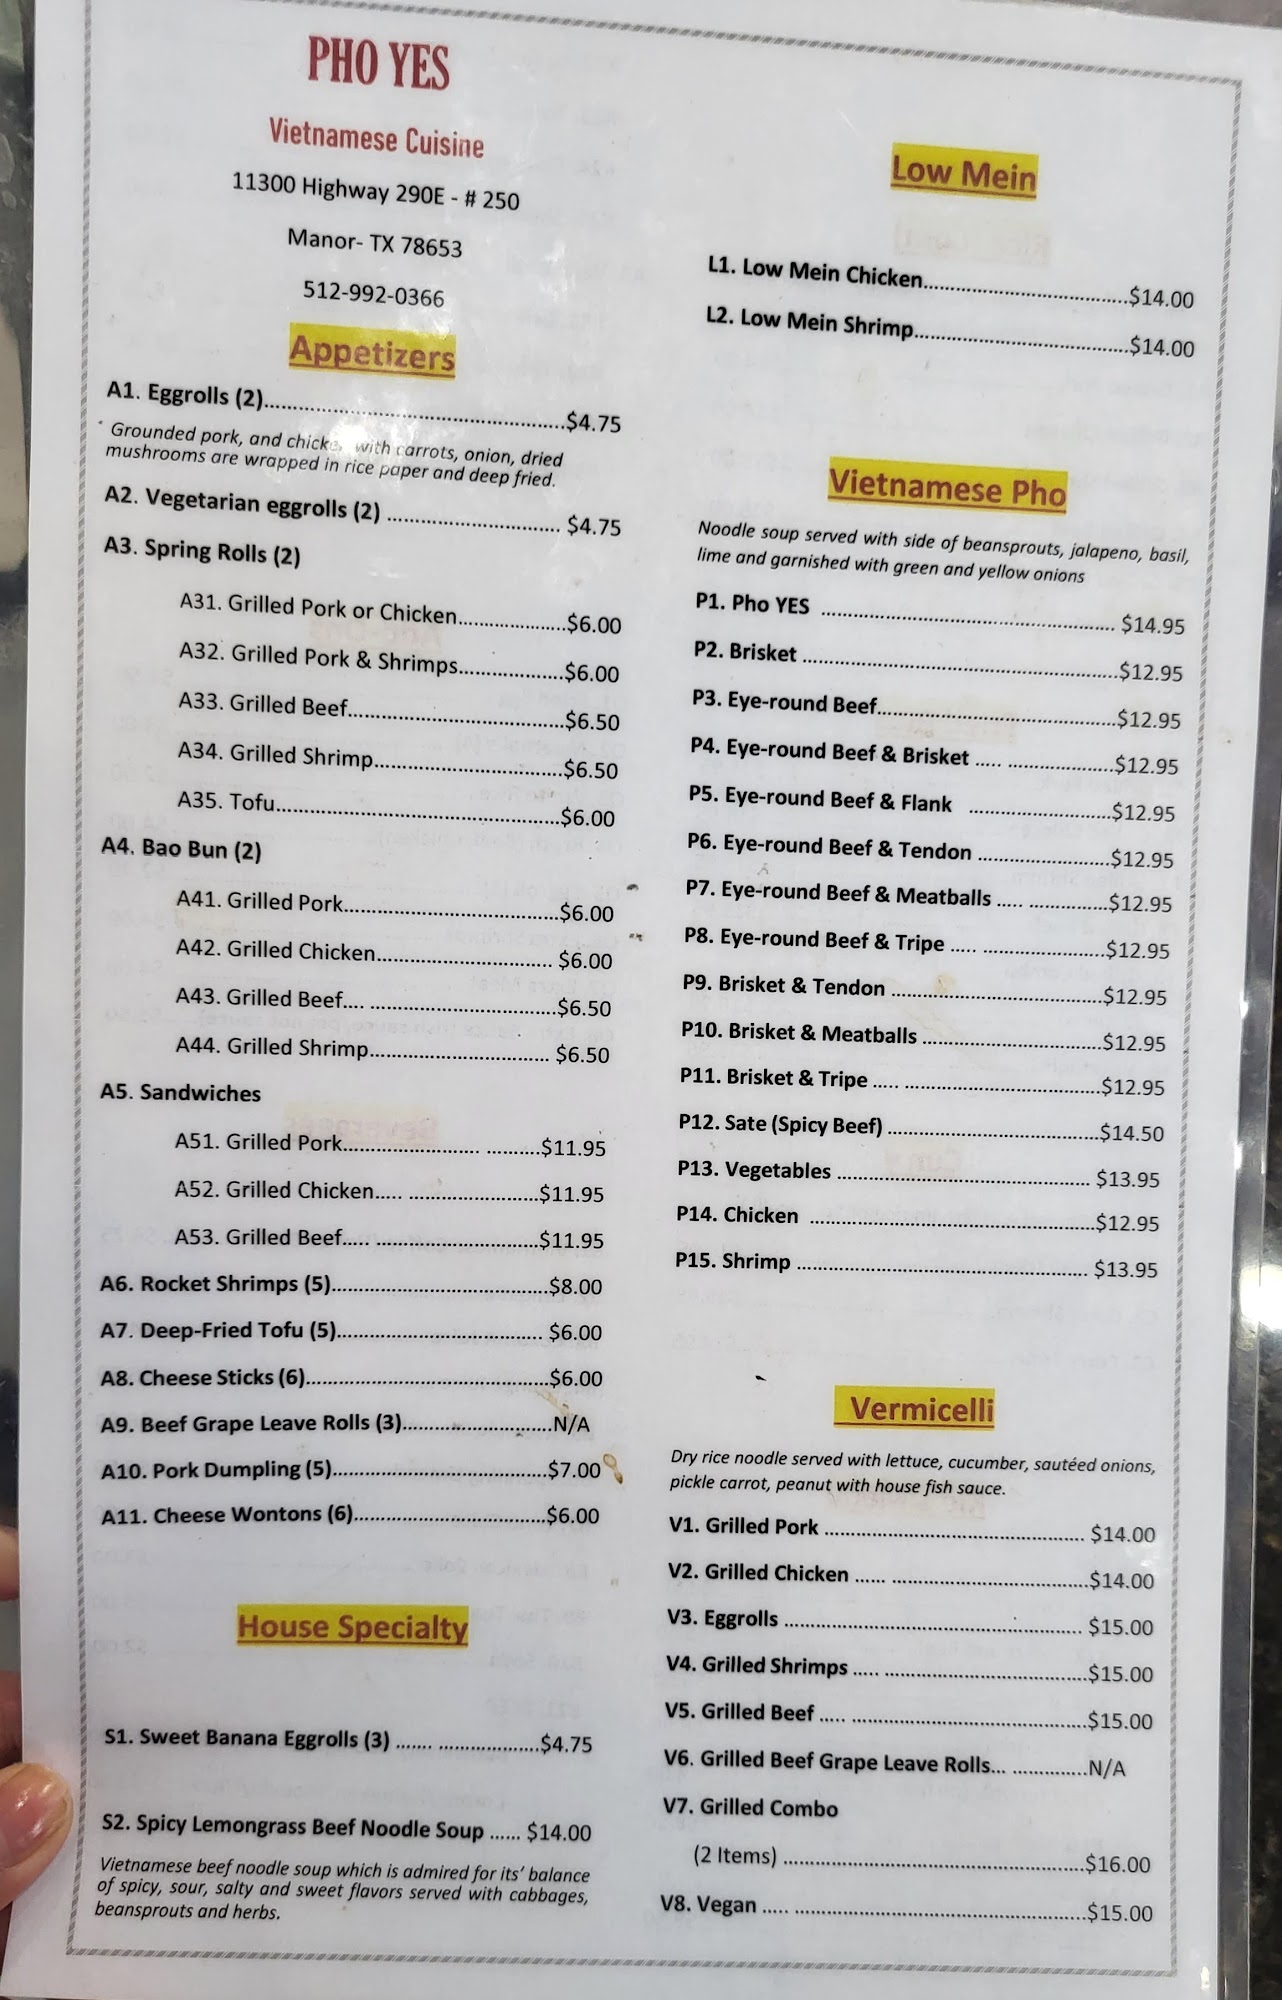 PHO YES
Vietnamese Cuisine
11300 Highway 290E - # 250
Manor- TX 78653
512-992-0366
Appetizers
A1. Eggrolls (2)..............................................$4.75
Grounded pork, and chicke with carrots, onion, dried
mushrooms are wrapped in rice paper and deep fried.
A2. Vegetarian eggrolls (2) ............................ $4.75
A3. Spring Rolls (2)
A31. Grilled Pork or Chicken.................$6.00
A32. Grilled Pork & Shrimps.................$6.00
A33. Grilled Beef...................................$6.50
A34. Grilled Shrimp..............................$6.50
A35. Tofu..............................................$6.00
A4. Bao Bun (2)
A41. Grilled Pork...................................$6.00
A42. Grilled Chicken............................ $6.00
A43. Grilled Beef.... .............................$6.50
A44. Grilled Shrimp............................. $6.50
A5. Sandwiches
A51. Grilled Pork...................... .........$11.95
A52. Grilled Chicken..... .....................$11.95
A53. Grilled Beef..... ..........................$11.95
A6. Rocket Shrimps (5)...................................$8.00
A7. Deep-Fried Tofu (5)................................. $6.00
A8. Cheese Sticks (6).......................................$6.00
A9. Beef Grape Leave Rolls (3)........................N/A
A10. Pork Dumpling (5)...................................$7.00
A11. Cheese Wontons (6)...............................$6.00
House Specialty
S1. Sweet Banana Eggrolls (3) ....... ................$4.75
S2. Spicy Lemongrass Beef Noodle Soup ...... $14.00
Vietnamese beef noodle soup which is admired for its' balance
of spicy, sour, salty and sweet flavors served with cabbages,
beansprouts and herbs.
Low Mein
L1. Low Mein Chicken.................................$14.00
L2. Low Mein Shrimp...................................$14.00
Vietnamese Pho
Noodle soup served with side of beansprouts, jalapeno, basil,
lime and garnished with green and yellow onions
P1. Pho YES ............................................... $14.95
P2. Brisket ...................................................$12.95
P3. Eye-round Beef.......................................$12.95
P4. Eye-round Beef & Brisket ..... ......................$12.95
P5. Eye-round Beef & Flank .......................$12.95
P6. Eye-round Beef & Tendon ......................$12.95
P7. Eye-round Beef & Meatballs ..... .............$12.95
P8. Eye-round Beef & Tripe ..... ....................$12.95
P9. Brisket & Tendon ...................................$12.95
P10. Brisket & Meatballs ..............................$12.95
P11. Brisket & Tripe ..... ................................$12.95
P12. Sate (Spicy Beef) ...................................$14.50
P13. Vegetables .......................................... $13.95
P14. Chicken ................................................$12.95
P15. Shrimp ................................................. $13.95
Vermicelli
Dry rice noodle served with lettuce, cucumber, sautéed onions,
pickle carrot, peanut with house fish sauce.
V1. Grilled Pork ........................................... $14.00
V2. Grilled Chicken ...... .................................$14.00
V3. Eggrolls .................................................. $15.00
V4. Grilled Shrimps ..... ..................................$15.00
V5. Grilled Beef ..... ........................................$15.00
V6. Grilled Beef Grape Leave Rolls... .............N/A
V7. Grilled Combo
(2 Items) ..................................................$16.00
V8. Vegan ..... ................................................$15.00